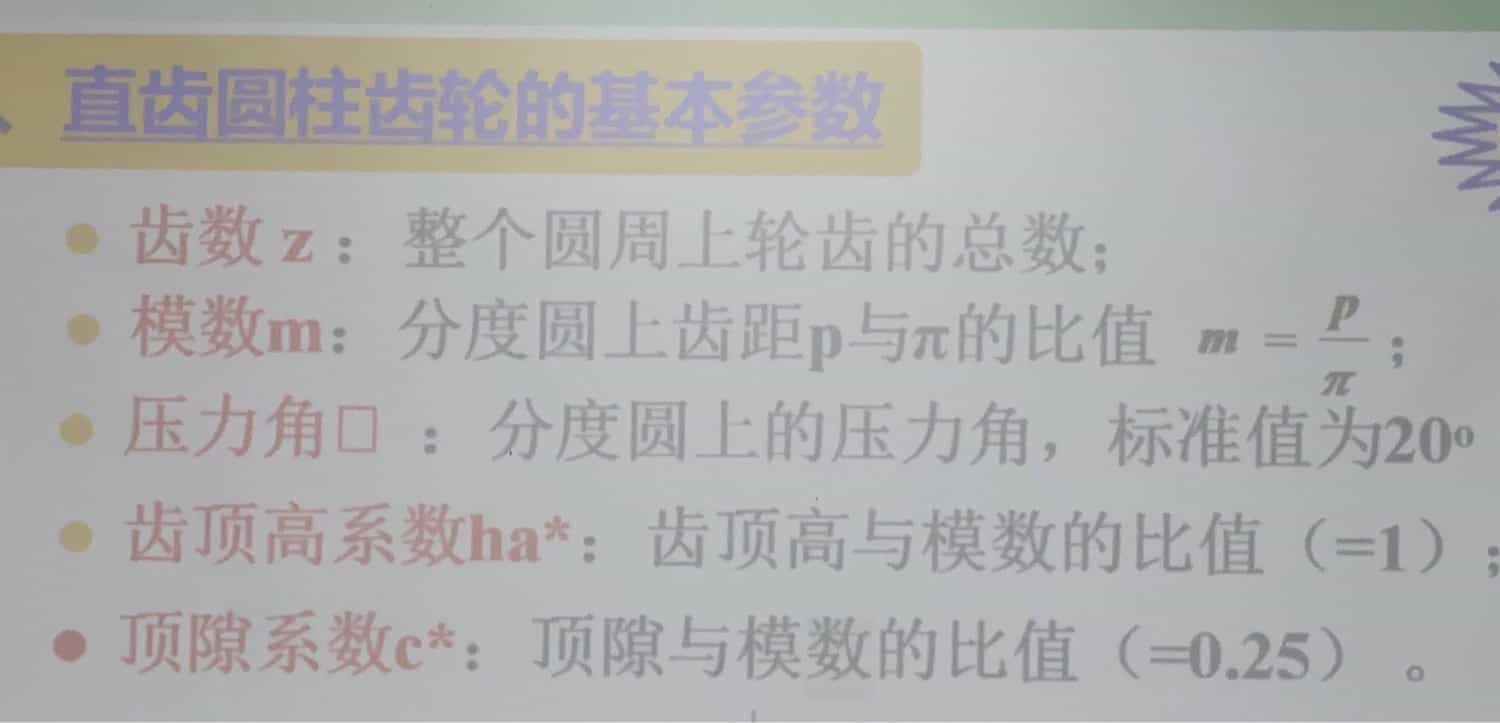 、直齿圆柱齿轮的基本参数
齿数 z ：整个圆周上轮齿的总数;
模数m：分度圆上齿距p与π的比值 m = p/π ;
压力角□ ：分度圆上的压力角，标准值为20º
齿顶高系数ha*：齿顶高与模数的比值（=1）;
顶隙系数c*：顶隙与模数的比值（=0.25） 。